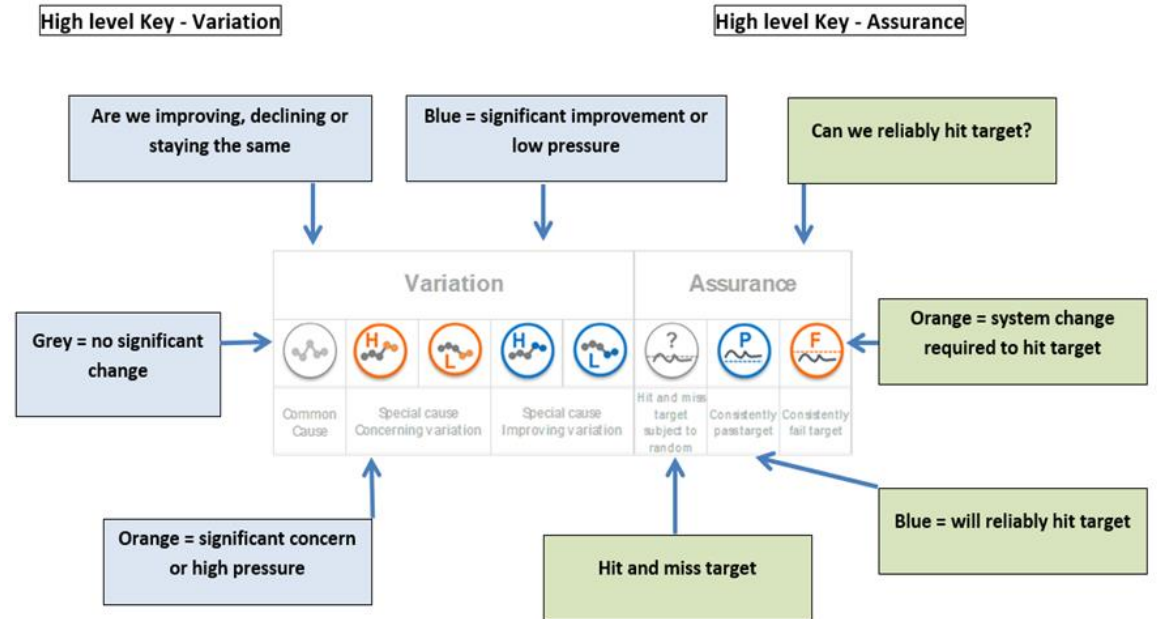 High level Key - Variation
High level Key - Assurance
Are we improving, declining or
staying the same
Blue = significant improvement or
low pressure
Can we reliably hit target?
Variation
Assurance
Grey = no significant
change
H
L
H
L
?
P
F
Orange = system change
required to hit target
Common
Cause
Special cause
Concerning variation
Special cause
Improving variation
Hit and miss
target
subject to
random
Consistently
pass target
Consistently
fail target
Orange = significant concern
or high pressure
Hit and miss target
Blue = will reliably hit target